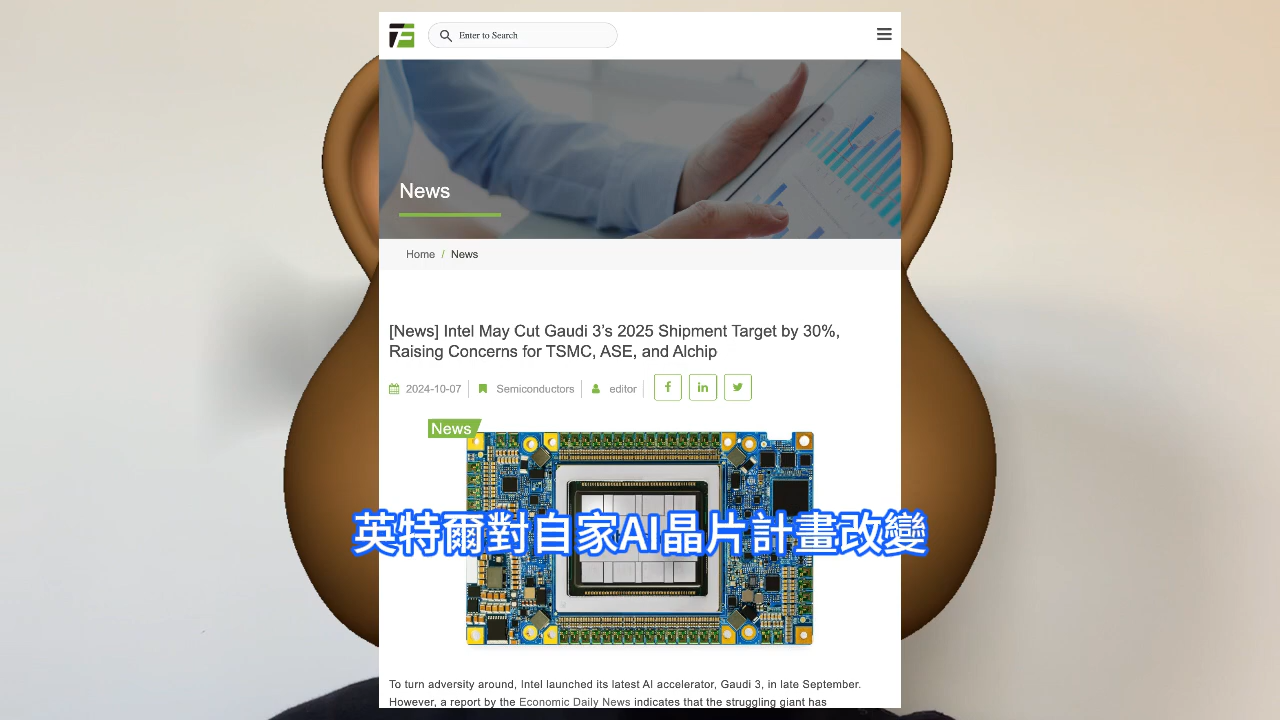 Enter to Search
News
Home / News
[News] Intel May Cut Gaudi 3’s 2025 Shipment Target by 30%,
Raising Concerns for TSMC, ASE, and Alchip
2024-10-07 Semiconductors editor
News
英特爾對自家AI晶片計畫改變
To turn adversity around, Intel launched its latest AI accelerator, Gaudi 3, in late September.
However, a report by the Economic Daily News indicates that the struggling giant has